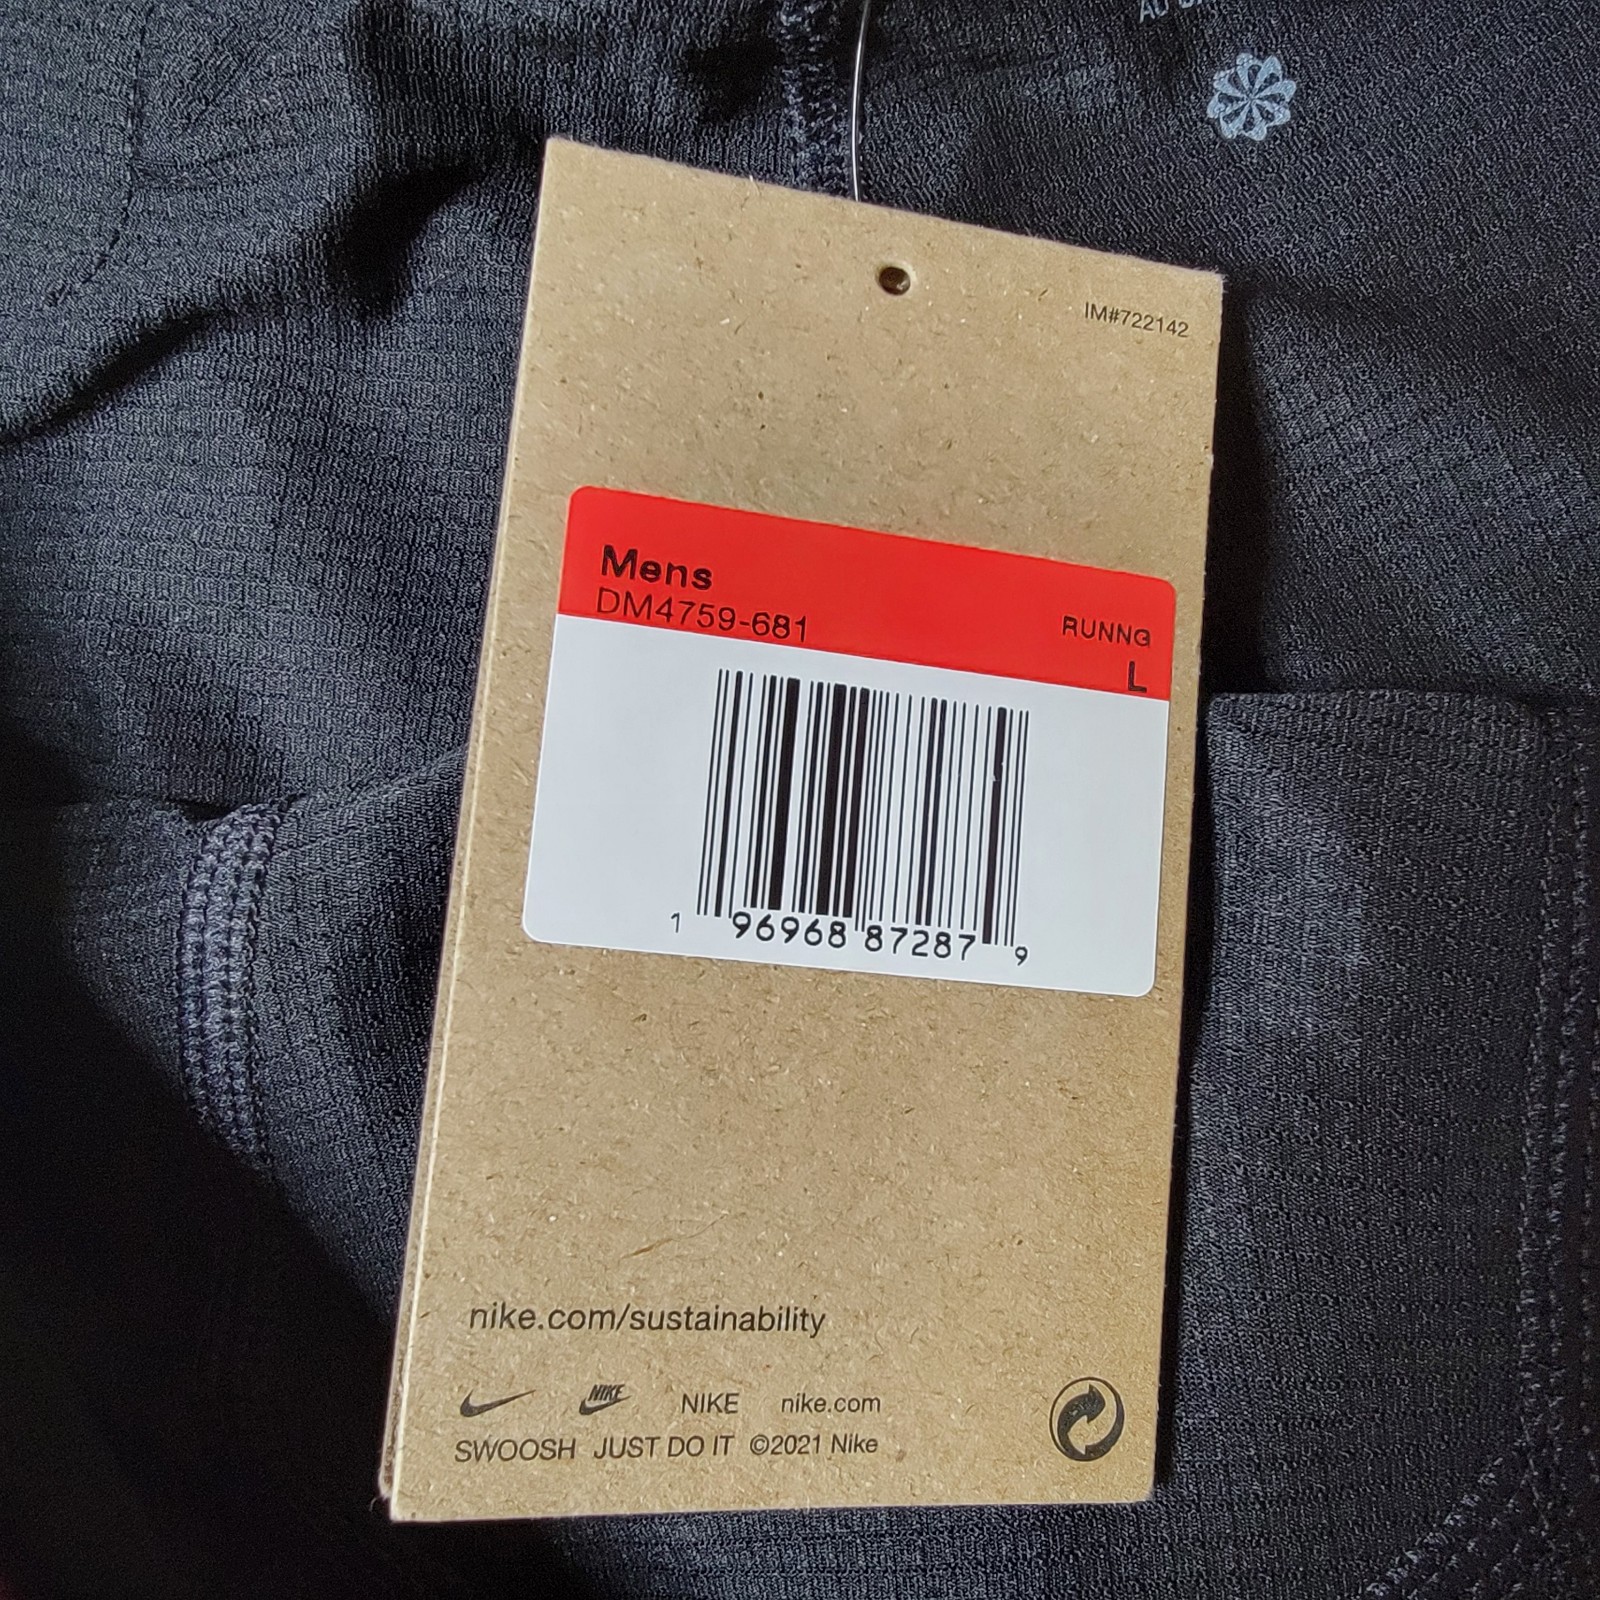 IM#722142
Mens
DM4759-681
RUNNG
L
1 96968 87287 9
nike.com/sustainability
NIKE NIKE nike.com
SWOOSH JUST DO IT ©2021 Nike